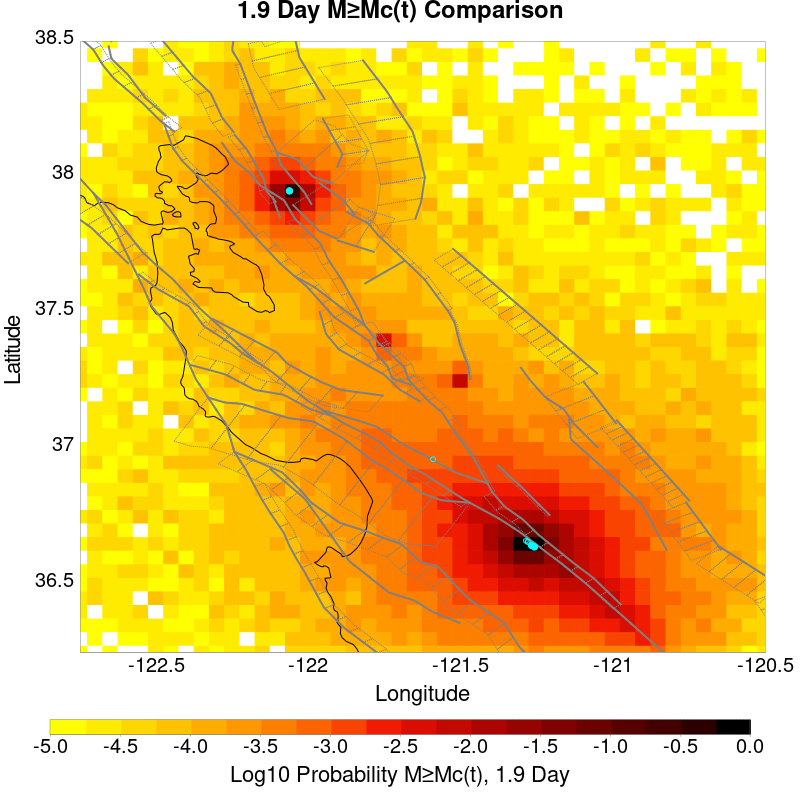 1.9 Day M≥Mc(t) Comparison
38.5
38
37.5
37
36.5
Latitude
-122.5 -122 -121.5 -121 -120.5
Longitude
-5.0 -4.5 -4.0 -3.5 -3.0 -2.5 -2.0 -1.5 -1.0 -0.5 0.0
Log10 Probability M≥Mc(t), 1.9 Day